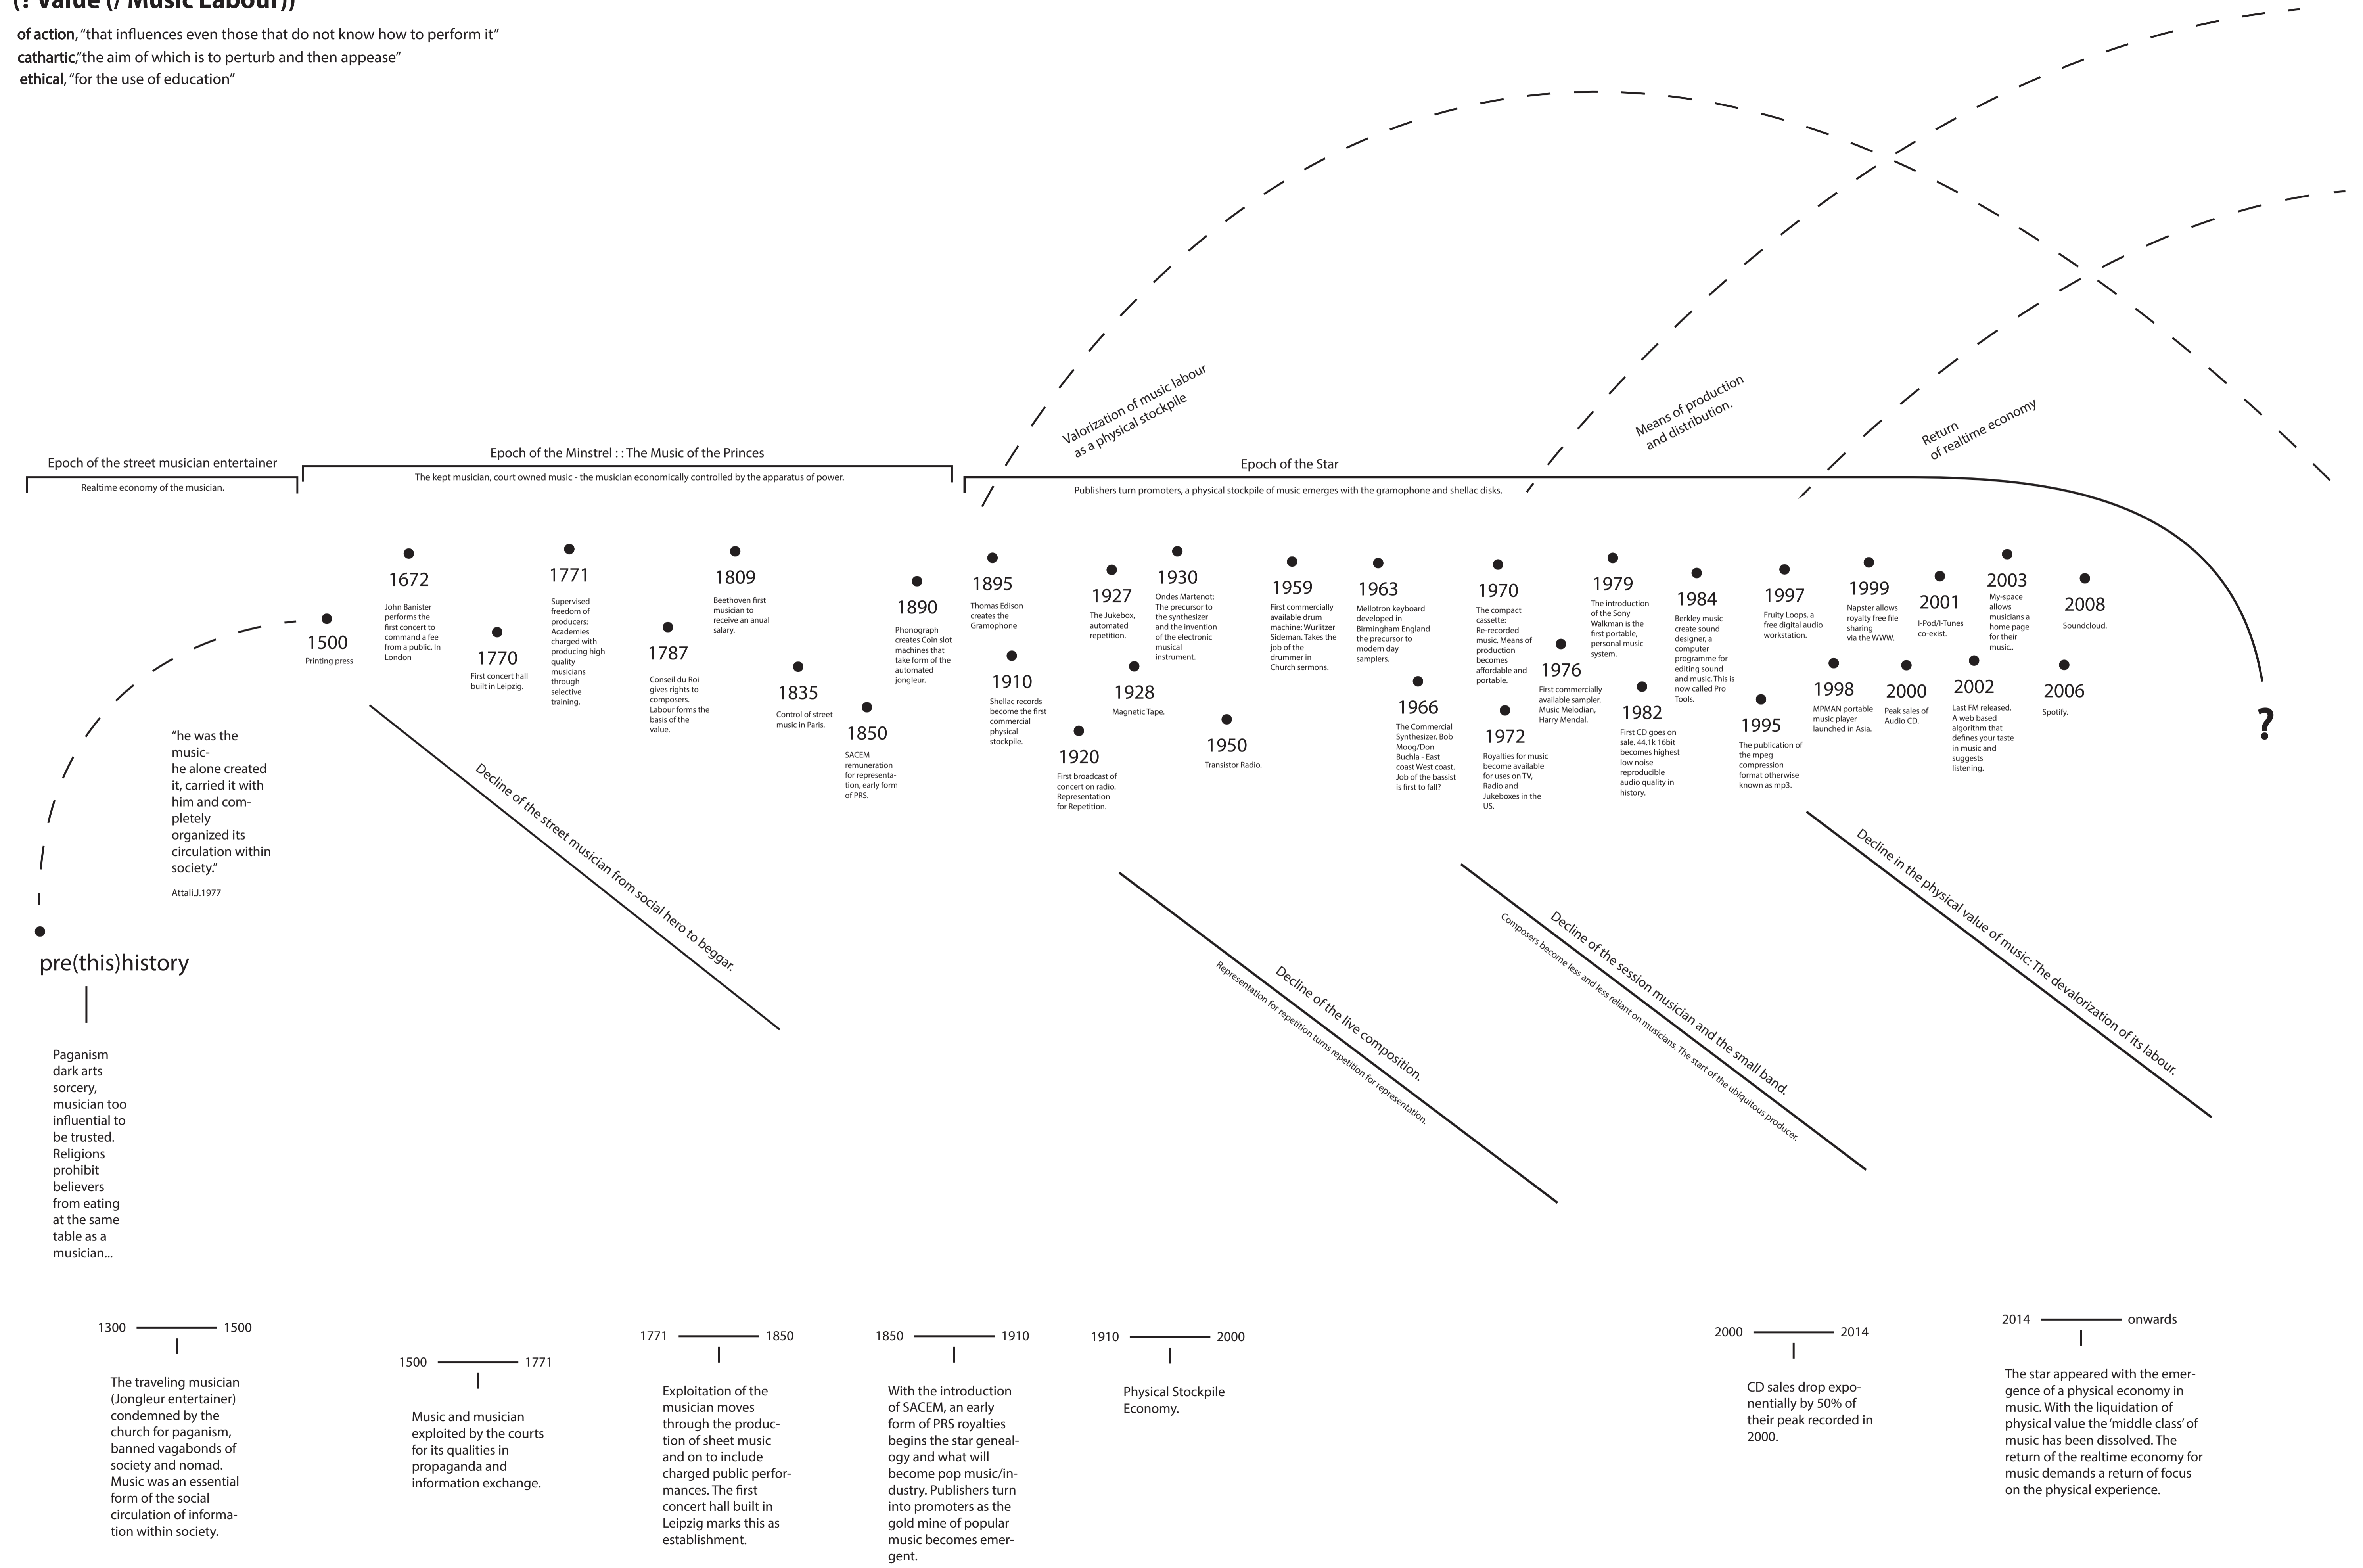 (? Value (/ Music Labour))
of action, “that influences even those that do not know how to perform it”
cathartic,”the aim of which is to perturb and then appease”
ethical, “for the use of education”
Valorization of music labour
as a physical stockpile
Means of production
and distribution.
Return
of realtime economy
Epoch of the street musician entertainer
Realtime economy of the musician.
Epoch of the Minstrel : : The Music of the Princes
The kept musician, court owned music - the musician economically controlled by the apparatus of power.
Epoch of the Star
Publishers turn promoters, a physical stockpile of music emerges with the gramophone and shellac disks.
1500
Printing press
1672
John Banister
performs the
first concert to
command a fee
from a public. In
London
1770
First concert hall
built in Leipzig.
1771
Supervised
freedom of
producers:
Academies
charged with
producing high
quality
musicians
through
selective
training.
1787
Conseil du Roi
gives rights to
composers.
Labour forms the
basis of the
value.
1809
Beethoven first
musician to
receive an anual
salary.
1835
Control of street
music in Paris.
1850
SACEM
remuneration
for representa-
tion, early form
of PRS.
1890
Phonograph
creates Coin slot
machines that
take form of the
automated
jongleur.
1895
Thomas Edison
creates the
Gramophone
1910
Shellac records
become the first
commercial
physical
stockpile.
1920
First broadcast of
concert on radio.
Representation
for Repetition.
1927
The Jukebox,
automated
repetition.
1928
Magnetic Tape.
1930
Ondes Martenot:
The precursor to
the synthesizer
and the invention
of the electronic
musical
instrument.
1950
Transistor Radio.
1959
First commercially
available drum
machine: Wurlitzer
Sideman. Takes the
job of the
drummer in
Church sermons.
1963
Mellotron keyboard
developed in
Birmingham England
the precursor to
modern day
samplers.
1966
The Commercial
Synthesizer. Bob
Moog/Don
Buchla - East
coast West coast.
Job of the bassist
is first to fall?
1970
The compact
cassette:
Re-recorded
music. Means of
production
becomes
affordable and
portable.
1972
Royalties for music
become available
for uses on TV,
Radio and
Jukeboxes in the
US.
1976
First commercially
available sampler.
Music Melodian,
Harry Mendal.
1979
The introduction
of the Sony
Walkman is the
first portable,
personal music
system.
1982
First CD goes on
sale. 44.1k 16bit
becomes highest
low noise
reproducible
audio quality in
history.
1984
Berkley music
create sound
designer, a
computer
programme for
editing sound
and music. This is
now called Pro
Tools.
1995
The publication of
the mpeg
compression
format otherwise
known as mp3.
1997
Fruity Loops, a
free digital audio
workstation.
1998
MPMAN portable
music player
launched in Asia.
1999
Napster allows
royalty free file
sharing
via the WWW.
2000
Peak sales of
Audio CD.
2001
I-Pod/I-Tunes
co-exist.
2002
Last FM released.
A web based
algorithm that
defines your taste
in music and
suggests
listening.
2003
My-space
allows
musicians a
home page
for their
music..
2006
Spotify.
2008
Soundcloud.
?
“he was the
music-
he alone created
it, carried it with
him and com-
pletely
organized its
circulation within
society.”
Attali.J.1977
Decline of the street musician from social hero to beggar.
Decline of the live composition.
Representation for repetition turns repetition for representation.
Decline of the session musician and the small band.
Composers become less and less reliant on musicians. The start of the ubiquitous producer.
Decline in the physical value of music: The devalorization of its labour.
pre(this)history
Paganism
dark arts
sorcery,
musician too
influential to
be trusted.
Religions
prohibit
believers
from eating
at the same
table as a
musician...
1300 1500
The traveling musician
(Jongleur entertainer)
condemned by the
church for paganism,
banned vagabonds of
society and nomad.
Music was an essential
form of the social
circulation of informa-
tion within society.
1500 1771
Music and musician
exploited by the courts
for its qualities in
propaganda and
information exchange.
1771 1850
Exploitation of the
musician moves
through the produc-
tion of sheet music
and on to include
charged public perfor-
mances. The first
concert hall built in
Leipzig marks this as
establishment.
1850 1910
With the introduction
of SACEM, an early
form of PRS royalties
begins the star geneal-
ogy and what will
become pop music/in-
dustry. Publishers turn
into promoters as the
gold mine of popular
music becomes emer-
gent.
1910 2000
Physical Stockpile
Economy.
2000 2014
CD sales drop expo-
nentially by 50% of
their peak recorded in
2000.
2014 onwards
The star appeared with the emer-
gence of a physical economy in
music. With the liquidation of
physical value the ‘middle class’ of
music has been dissolved. The
return of the realtime economy for
music demands a return of focus
on the physical experience.